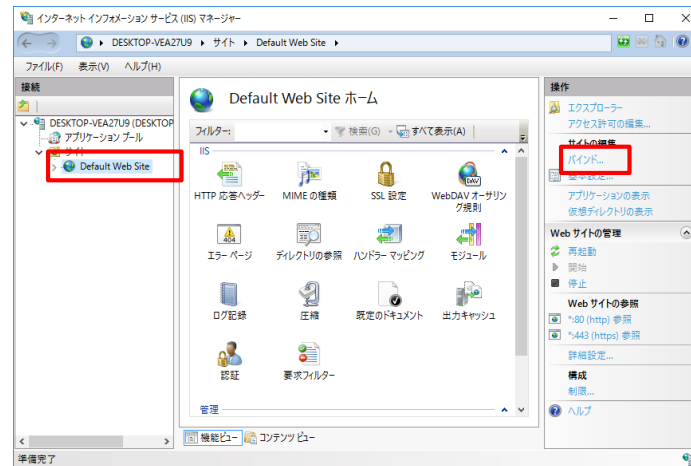 インターネット インフォメーション サービス (IIS) マネージャー
DESKTOP-VEA27U9 サイト Default Web Site
ファイル(F) 表示(V) ヘルプ(H)
接続
DESKTOP-VEA27U9 (DESKTOP
アプリケーション プール
サイト
Default Web Site
Default Web Site ホーム
フィルター: 検索(G) すべて表示(A)
IIS
HTTP 応答ヘッダー MIME の種類 SSL 設定 WebDAV オーサリン
グ規則
404
エラー ページ ディレクトリの参照 ハンドラー マッピング モジュール
ログ記録 圧縮 既定のドキュメント 出力キャッシュ
認証 要求フィルター
管理
機能ビュー コンテンツ ビュー
操作
エクスプローラー
アクセス許可の編集...
サイトの編集
バインド...
基本設定...
アプリケーションの表示
仮想ディレクトリの表示
Web サイトの管理
再起動
開始
停止
Web サイトの参照
*:80 (http) 参照
*:443 (https) 参照
詳細設定...
構成
制限...
ヘルプ
準備完了